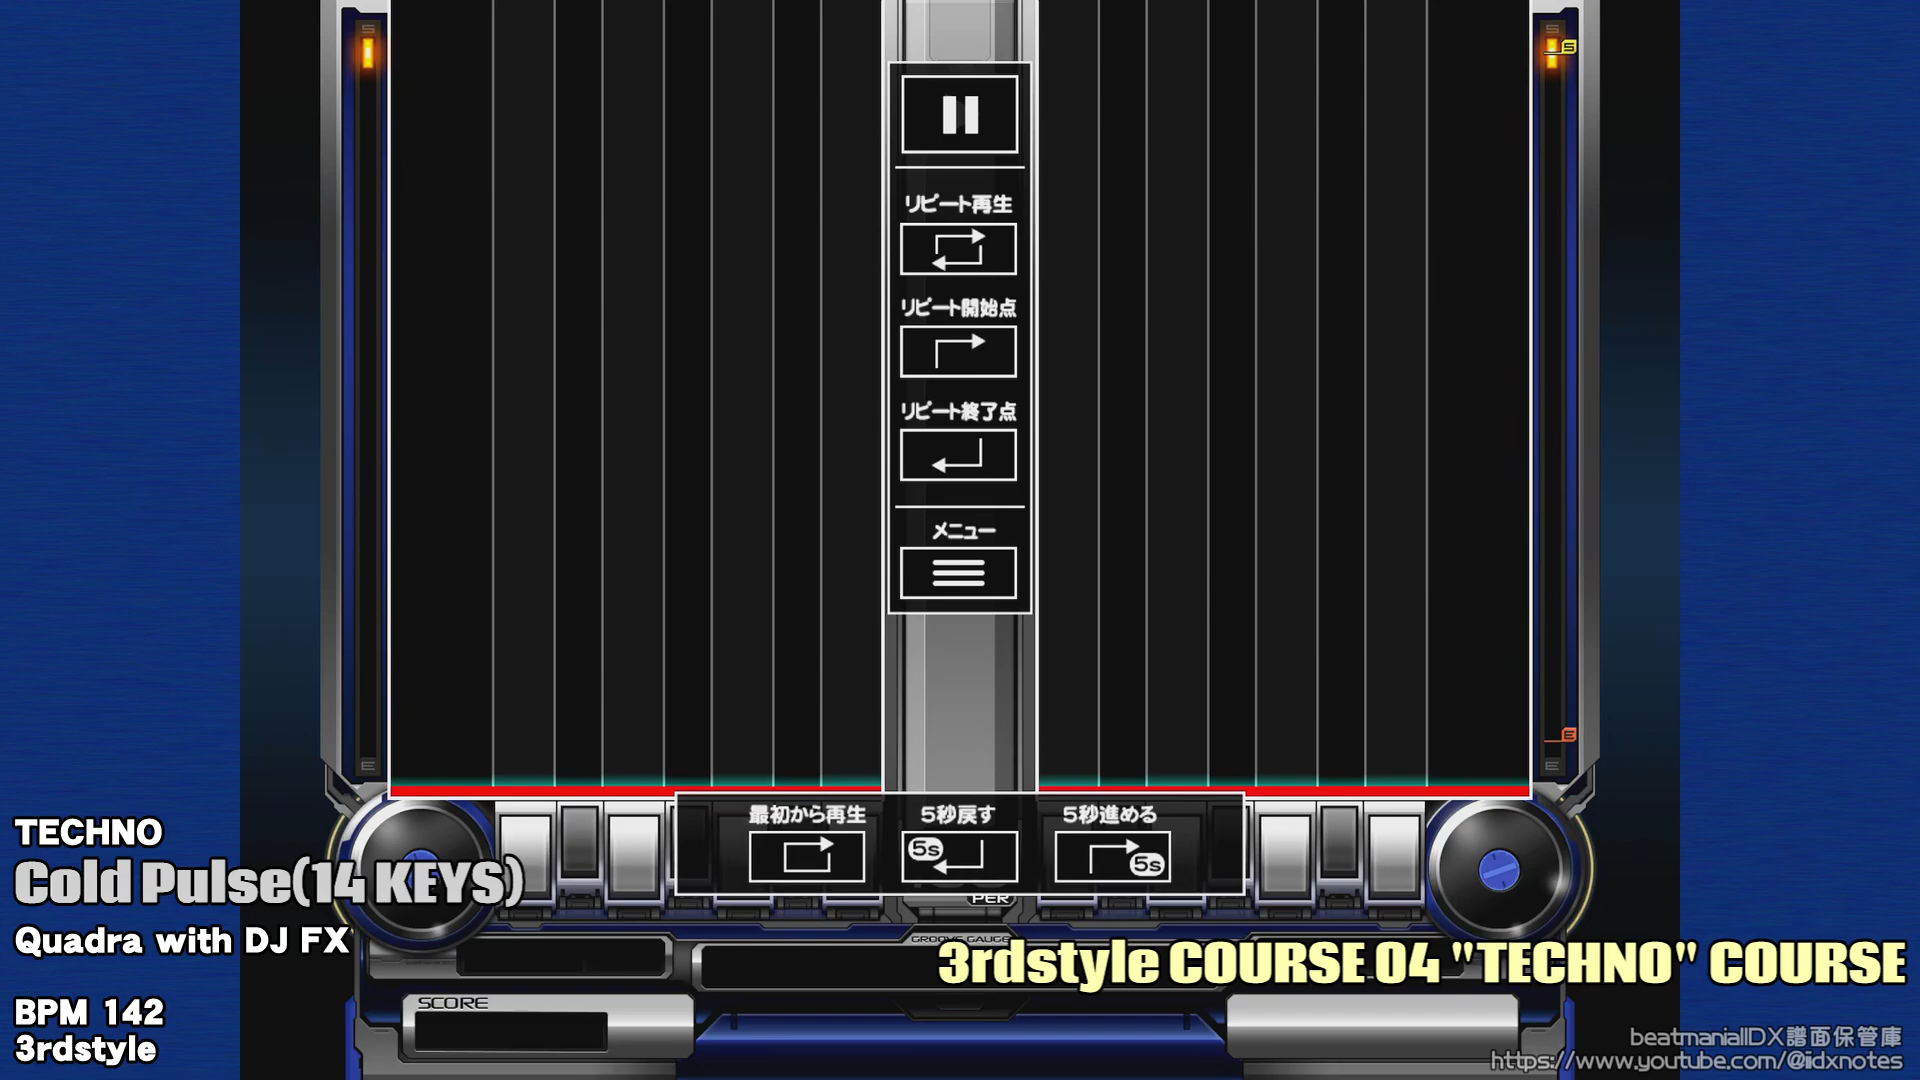 S
S
S
リピート再生
リピート開始点
リピート終了点
メニュー
E
E
E
最初から再生
5秒戻す
5秒進める
5s
5s
PER
GROOVE GAUGE
TECHNO
Cold Pulse(14 KEYS)
Quadra with DJ FX
3rdstyle COURSE 04 "TECHNO" COURSE
SCORE
BPM 142
3rdstyle
beatmaniaIIDX譜面保管庫
https://www.youtube.com/@iidxnotes